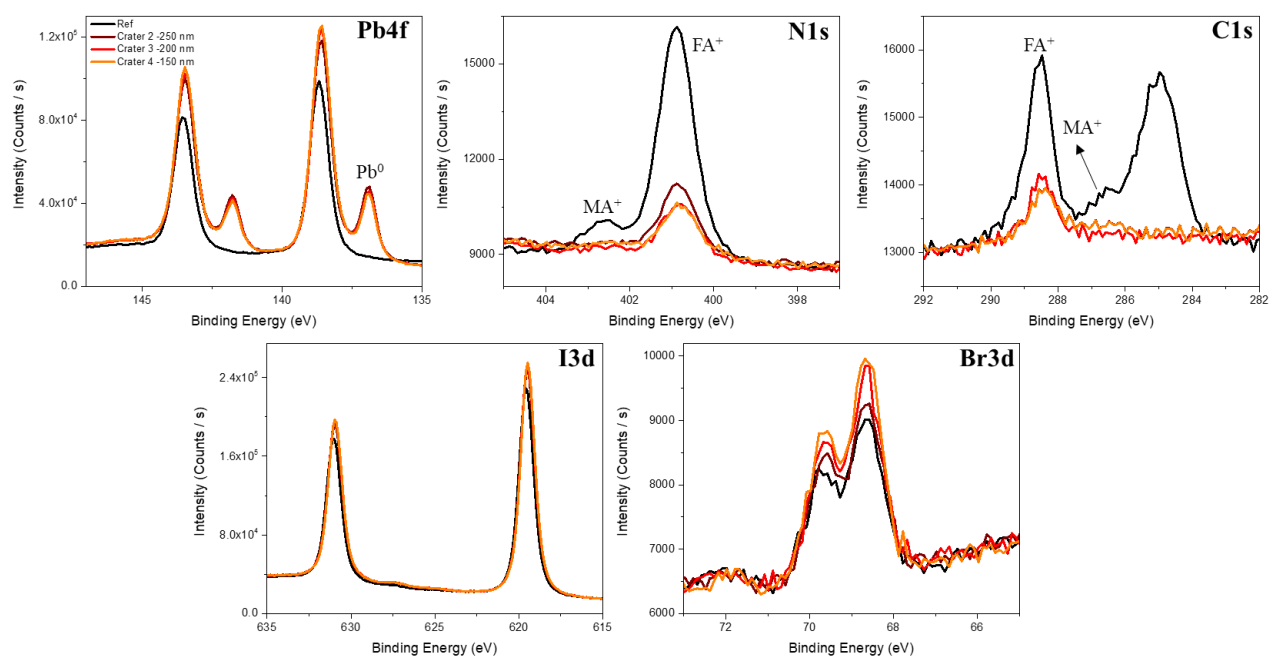 Pb4f
Ref
Crater 2 -250 nm
Crater 3 -200 nm
Crater 4 -150 nm
Pb⁰
1.2x10⁵
8.0x10⁴
4.0x10⁴
0.0
145 140 135
Intensity (Counts / s)
Binding Energy (eV)
N1s
FA⁺
MA⁺
15000
12000
9000
404 402 400 398
Intensity (Counts / s)
Binding Energy (eV)
C1s
FA⁺
MA⁺
16000
15000
14000
13000
292 290 288 286 284 282
Intensity (Counts / s)
Binding Energy (eV)
I3d
2.4x10⁵
1.6x10⁵
8.0x10⁴
0.0
635 630 625 620 615
Intensity (Counts / s)
Binding Energy (eV)
Br3d
10000
9000
8000
7000
6000
72 70 68 66
Intensity (Counts / s)
Binding Energy (eV)